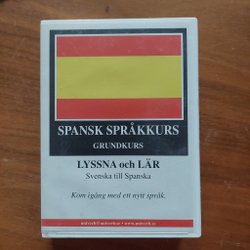 SPANSK SPRÅKKURS
GRUNDKURS
LYSSNA och LÄR
Svenska till Spanska
Kom igång med ett nytt språk.